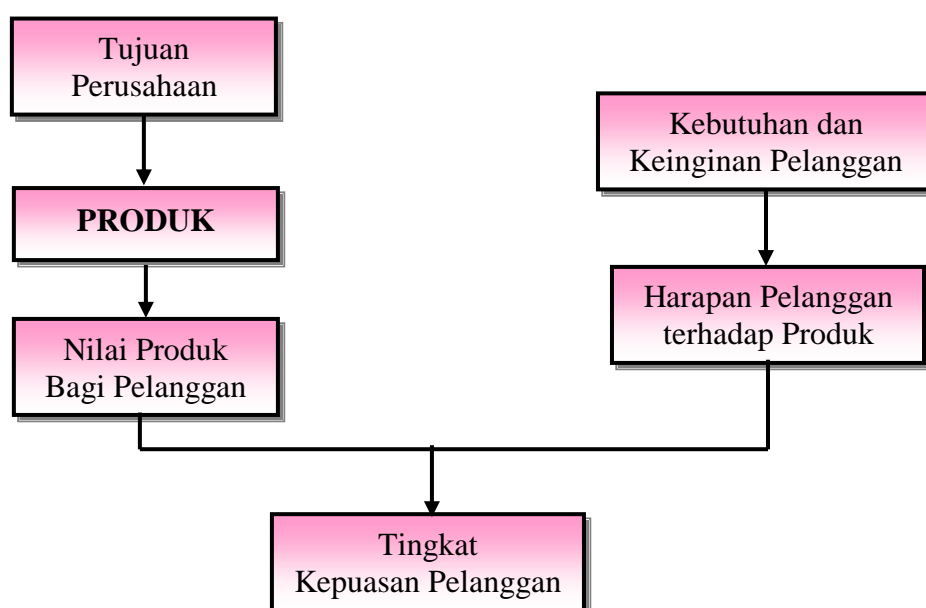 Tujuan
Perusahaan
Kebutuhan dan
Keinginan Pelanggan
PRODUK
Harapan Pelanggan
terhadap Produk
Nilai Produk
Bagi Pelanggan
Tingkat
Kepuasan Pelanggan